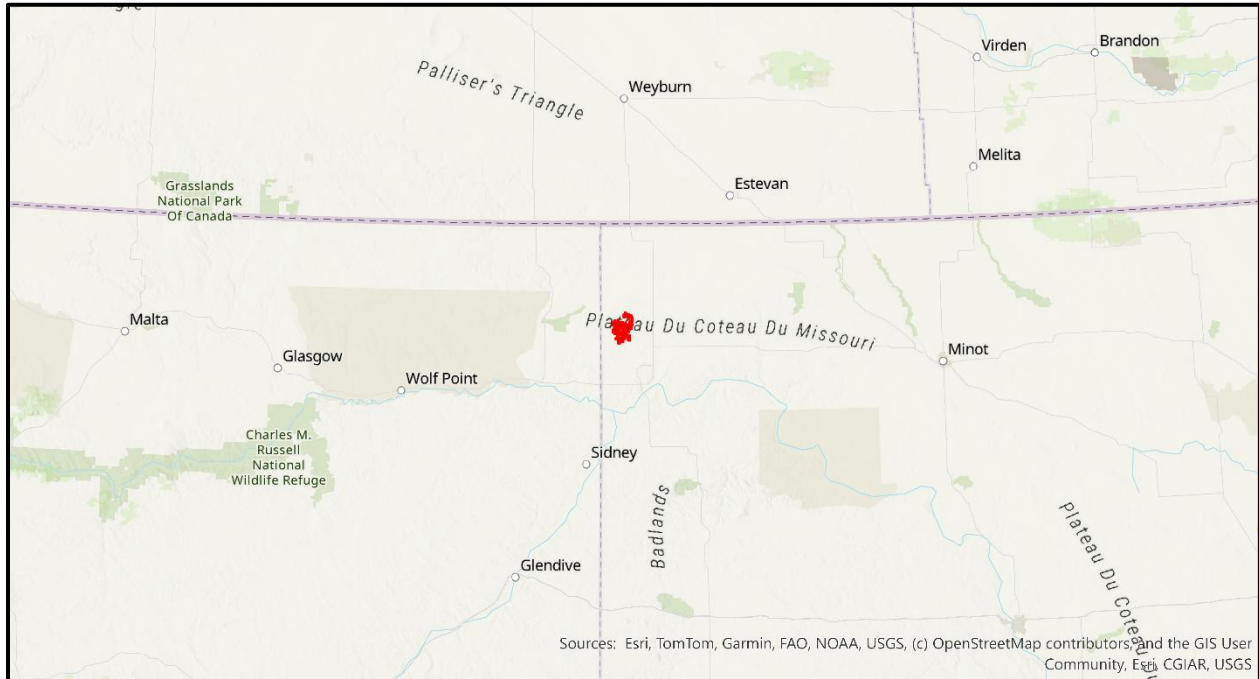 Virden
Brandon
Palliser's Triangle
Weyburn
Melita
Estevan
Grasslands
National Park
Of Canada
Malta
Plateau Du Coteau Du Missouri
Glasgow
Minot
Wolf Point
Charles M.
Russell
National
Wildlife Refuge
Sidney
Badlands
Glendive
Plateau Du Coteau Du
Sources: Esri, TomTom, Garmin, FAO, NOAA, USGS, (c) OpenStreetMap contributors, and the GIS User
Community, Esri, CGIAR, USGS